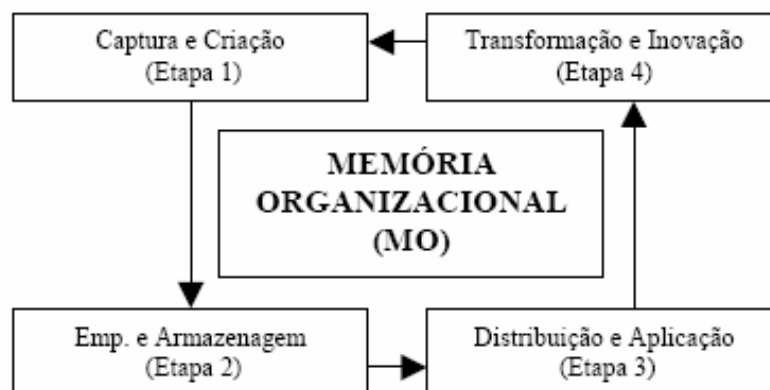 Captura e Criação
(Etapa 1)
Transformação e Inovação
(Etapa 4)
MEMÓRIA
ORGANIZACIONAL
(MO)
Emp. e Armazenagem
(Etapa 2)
Distribuição e Aplicação
(Etapa 3)